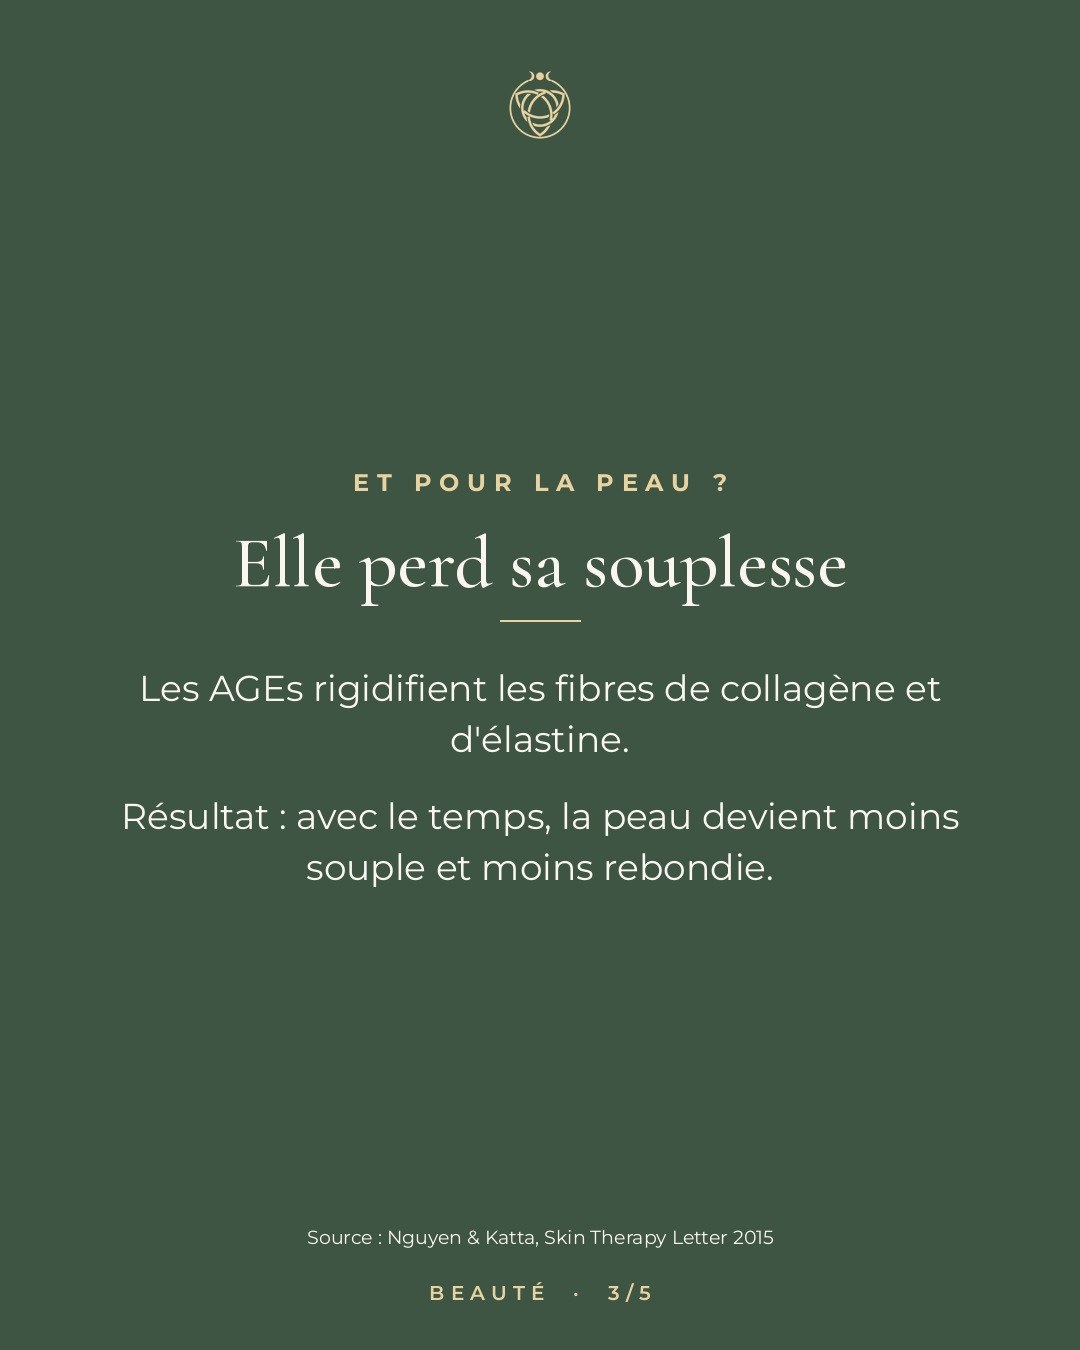 ET POUR LA PEAU ?
Elle perd sa souplesse
Les AGEs rigidifient les fibres de collagène et
d'élastine.
Résultat : avec le temps, la peau devient moins
souple et moins rebondie.
Source : Nguyen & Katta, Skin Therapy Letter 2015
BEAUTÉ · 3/5